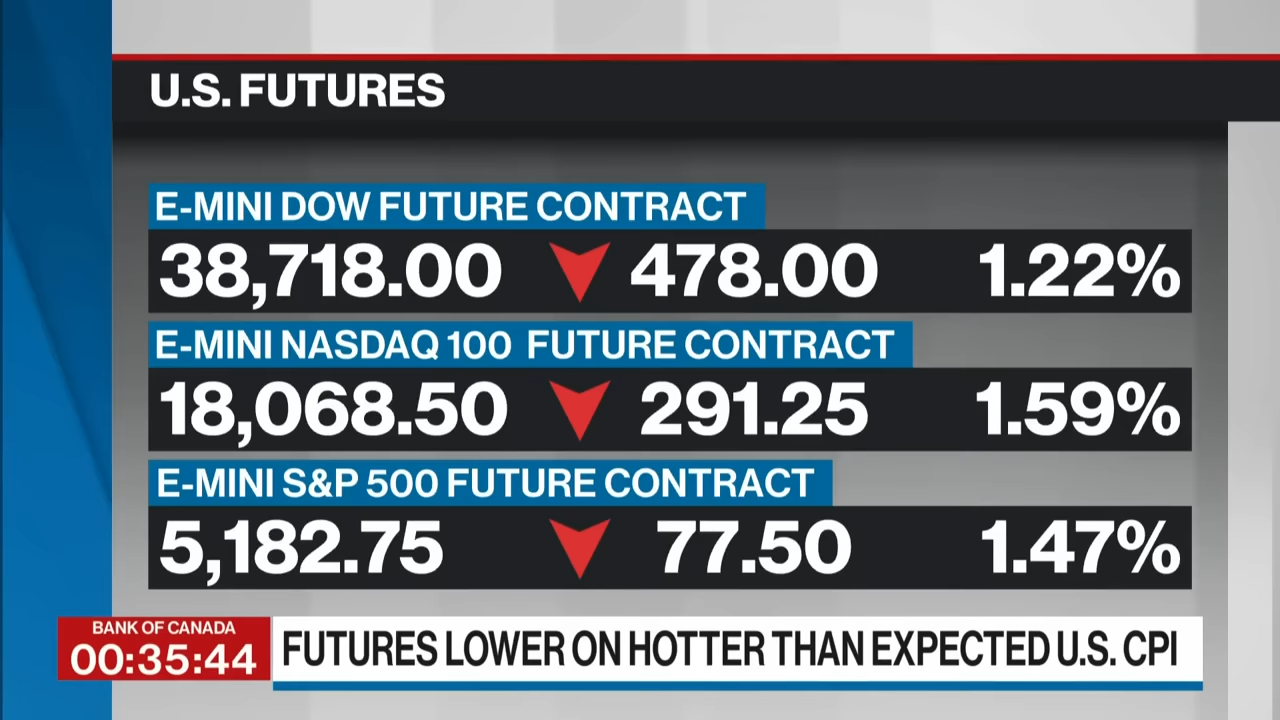 U.S. FUTURES
E-MINI DOW FUTURE CONTRACT
38,718.00 478.00 1.22%
E-MINI NASDAQ 100 FUTURE CONTRACT
18,068.50 291.25 1.59%
E-MINI S&P 500 FUTURE CONTRACT
5,182.75 77.50 1.47%
BANK OF CANADA
00:35:44
FUTURES LOWER ON HOTTER THAN EXPECTED U.S. CPI